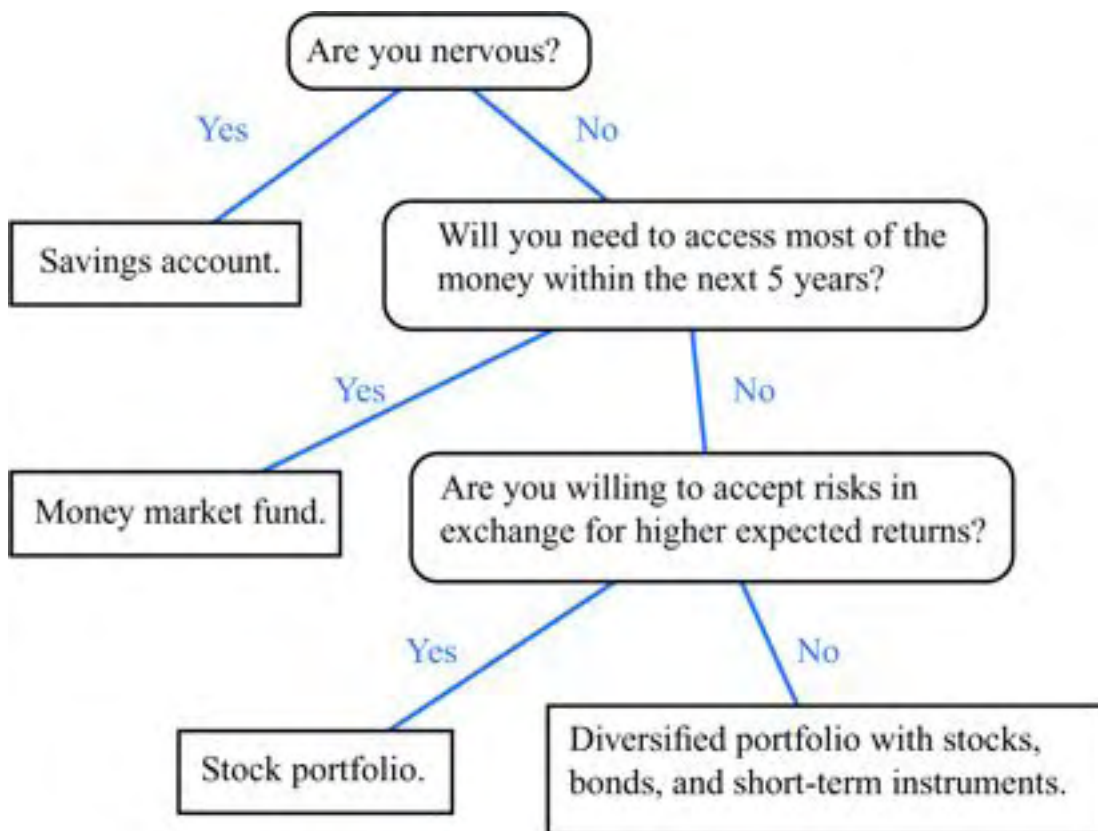 Are you nervous?
Yes
No
Savings account.
Will you need to access most of the
money within the next 5 years?
Yes
No
Money market fund.
Are you willing to accept risks in
exchange for higher expected returns?
Yes
No
Stock portfolio.
Diversified portfolio with stocks,
bonds, and short-term instruments.